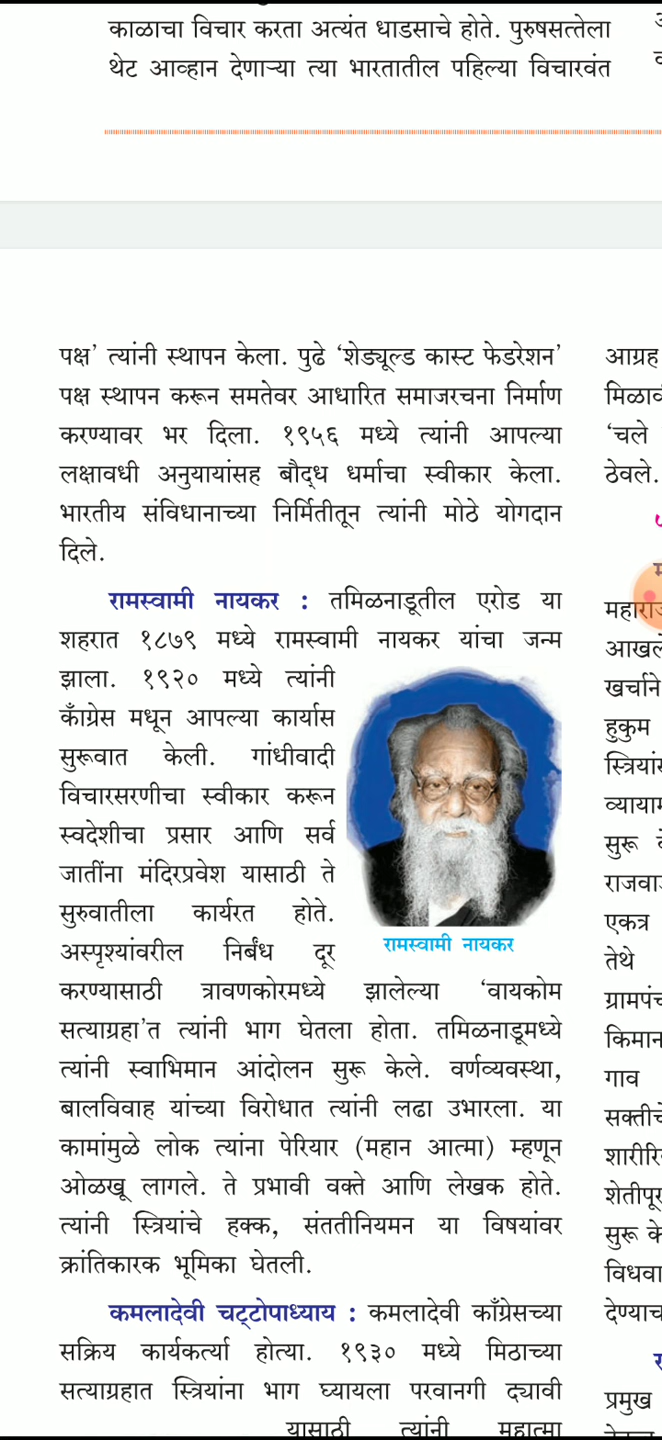 काळाचा विचार करता अत्यंत धाडसाचे होते. पुरुषसत्तेला
थेट आव्हान देणाऱ्या त्या भारतातील पहिल्या विचारवंत
पक्ष’ त्यांनी स्थापन केला. पुढे ‘शेड्यूल्ड कास्ट फेडरेशन’
पक्ष स्थापन करून समतेवर आधारित समाजरचना निर्माण
करण्यावर भर दिला. १९५६ मध्ये त्यांनी आपल्या
लक्षावधी अनुयायांसह बौद्ध धर्माचा स्वीकार केला.
भारतीय संविधानाच्या निर्मितीतून त्यांनी मोठे योगदान
दिले.
रामस्वामी नायकर : तमिळनाडूतील एरोड या
शहरात १८७९ मध्ये रामस्वामी नायकर यांचा जन्म
झाला. १९२० मध्ये त्यांनी
काँग्रेस मधून आपल्या कार्यास
सुरूवात केली. गांधीवादी
विचारसरणीचा स्वीकार करून
स्वदेशीचा प्रसार आणि सर्व
जातींना मंदिरप्रवेश यासाठी ते
सुरुवातीला कार्यरत होते.
अस्पृश्यांवरील निर्बंध दूर
रामस्वामी नायकर
करण्यासाठी त्रावणकोरमध्ये झालेल्या ‘वायकोम
सत्याग्रहा’त त्यांनी भाग घेतला होता. तमिळनाडूमध्ये
त्यांनी स्वाभिमान आंदोलन सुरू केले. वर्णव्यवस्था,
बालविवाह यांच्या विरोधात त्यांनी लढा उभारला. या
कामांमुळे लोक त्यांना पेरियार (महान आत्मा) म्हणून
ओळखू लागले. ते प्रभावी वक्ते आणि लेखक होते.
त्यांनी स्त्रियांचे हक्क, संततीनियमन या विषयांवर
क्रांतिकारक भूमिका घेतली.
कमलादेवी चट्टोपाध्याय : कमलादेवी काँग्रेसच्या
सक्रिय कार्यकर्त्या होत्या. १९३० मध्ये मिठाच्या
सत्याग्रहात स्त्रियांना भाग घ्यायला परवानगी द्यावी
यासाठी त्यांनी महात्मा
आग्रह
‘चले
ठेवले.
खर्चाने
हुकुम
सुरू
एकत्र
तेथे
गाव
सुरू
प्रमुख